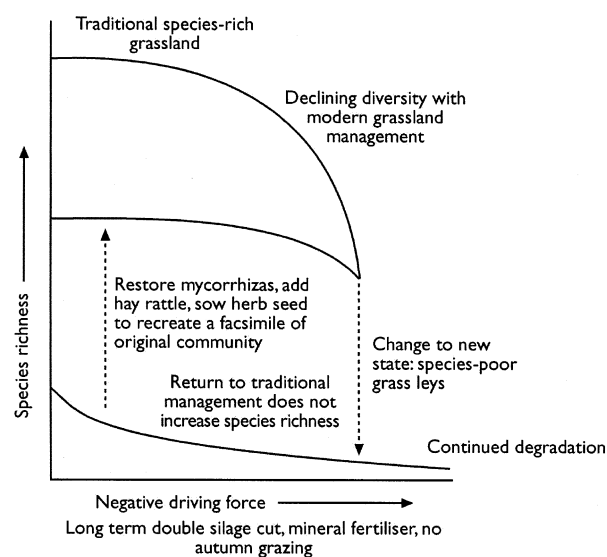 Traditional species-rich
grassland
Declining diversity with
modern grassland
management
Species richness
Restore mycorrhizas, add
hay rattle, sow herb seed
to recreate a facsimile of
original community
Change to new
state: species-poor
grass leys
Return to traditional
management does not
increase species richness
Continued degradation
Negative driving force
Long term double silage cut, mineral fertiliser, no
autumn grazing